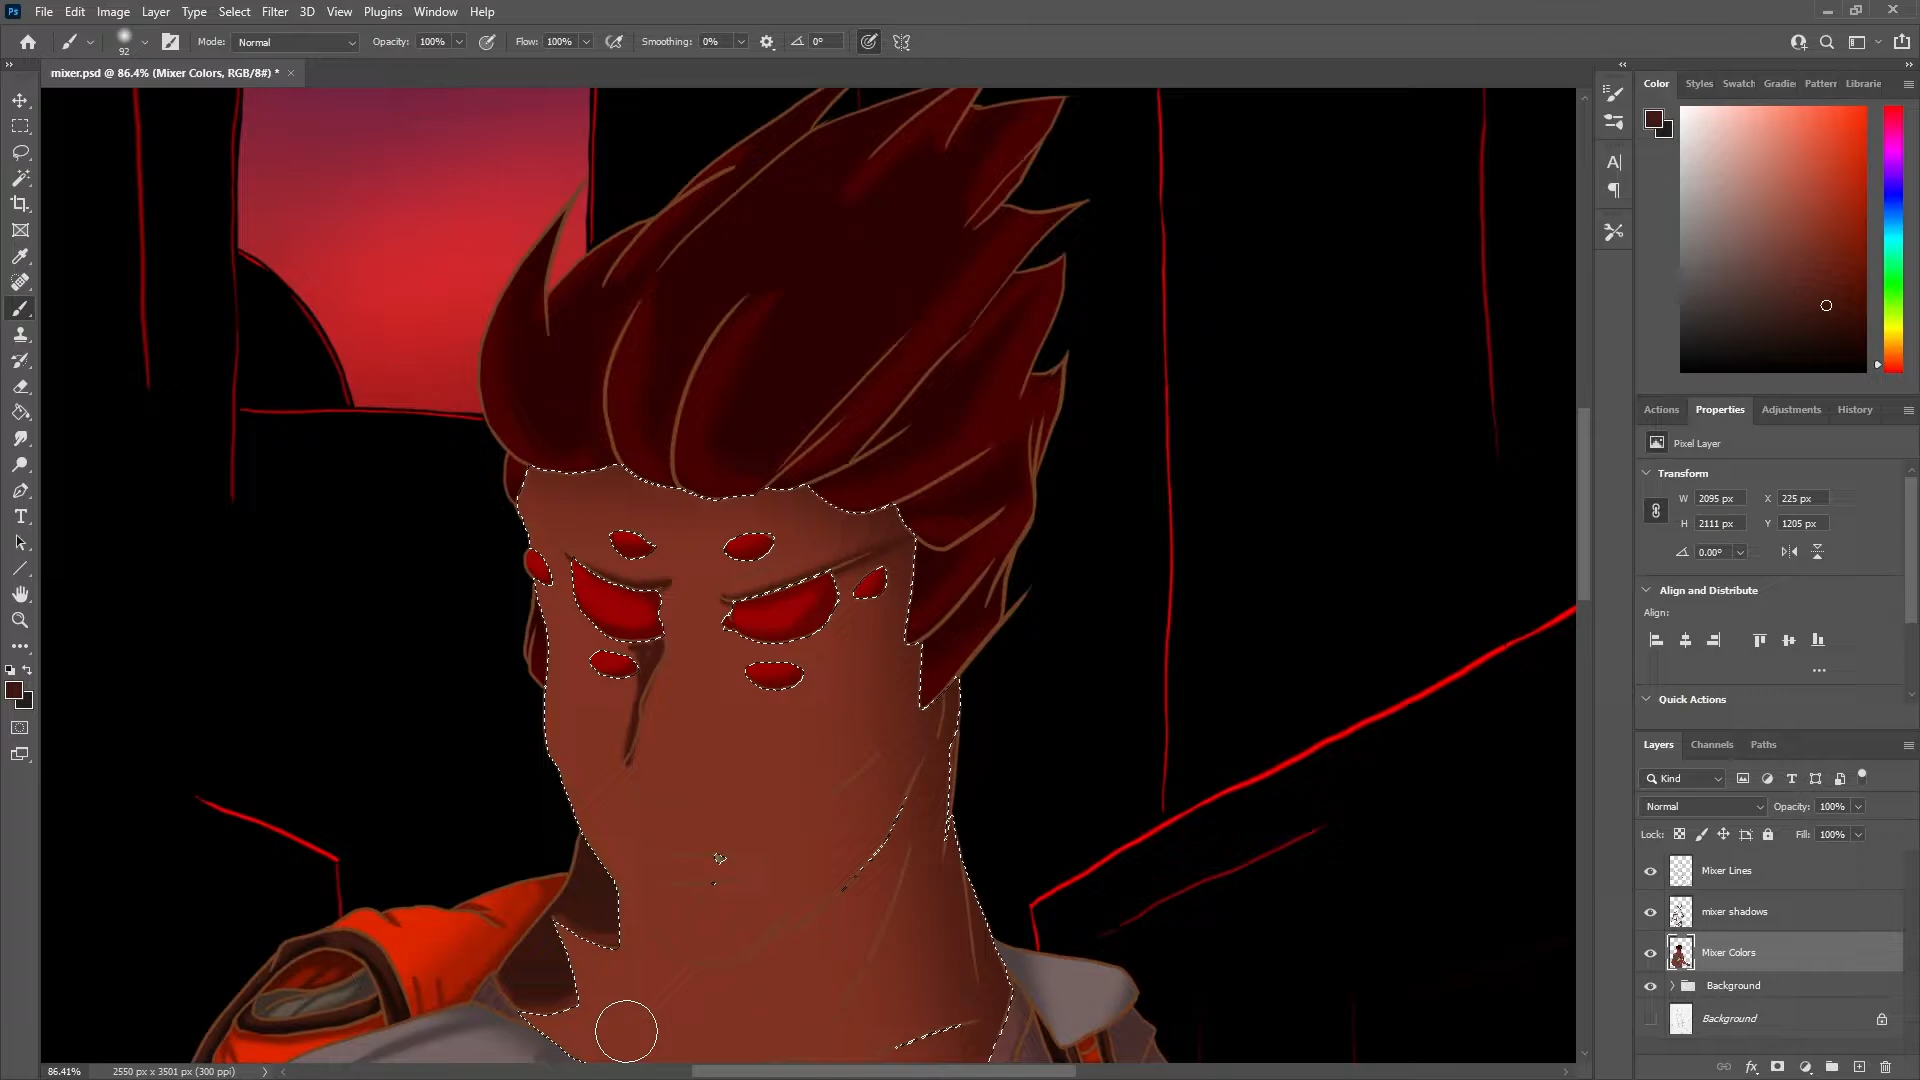 Ps File Edit Image Layer Type Select Filter 3D View Plugins Window Help
92 Mode: Normal Opacity: 100% Flow: 100% Smoothing: 0% 0°
mixer.psd @ 86.4% (Mixer Colors, RGB/8#) * ×
Color Styles Swatch Gradie Patterr Librarie
Actions Properties Adjustments History
Pixel Layer
Transform
W 2095 px X 225 px
H 2111 px Y 1205 px
0.00°
Align and Distribute
Align:
Quick Actions
Layers Channels Paths
Kind
Normal Opacity: 100%
Lock: Fill: 100%
Mixer Lines
mixer shadows
Mixer Colors
Background
Background
86.41% 2550 px x 3501 px (300 ppi)